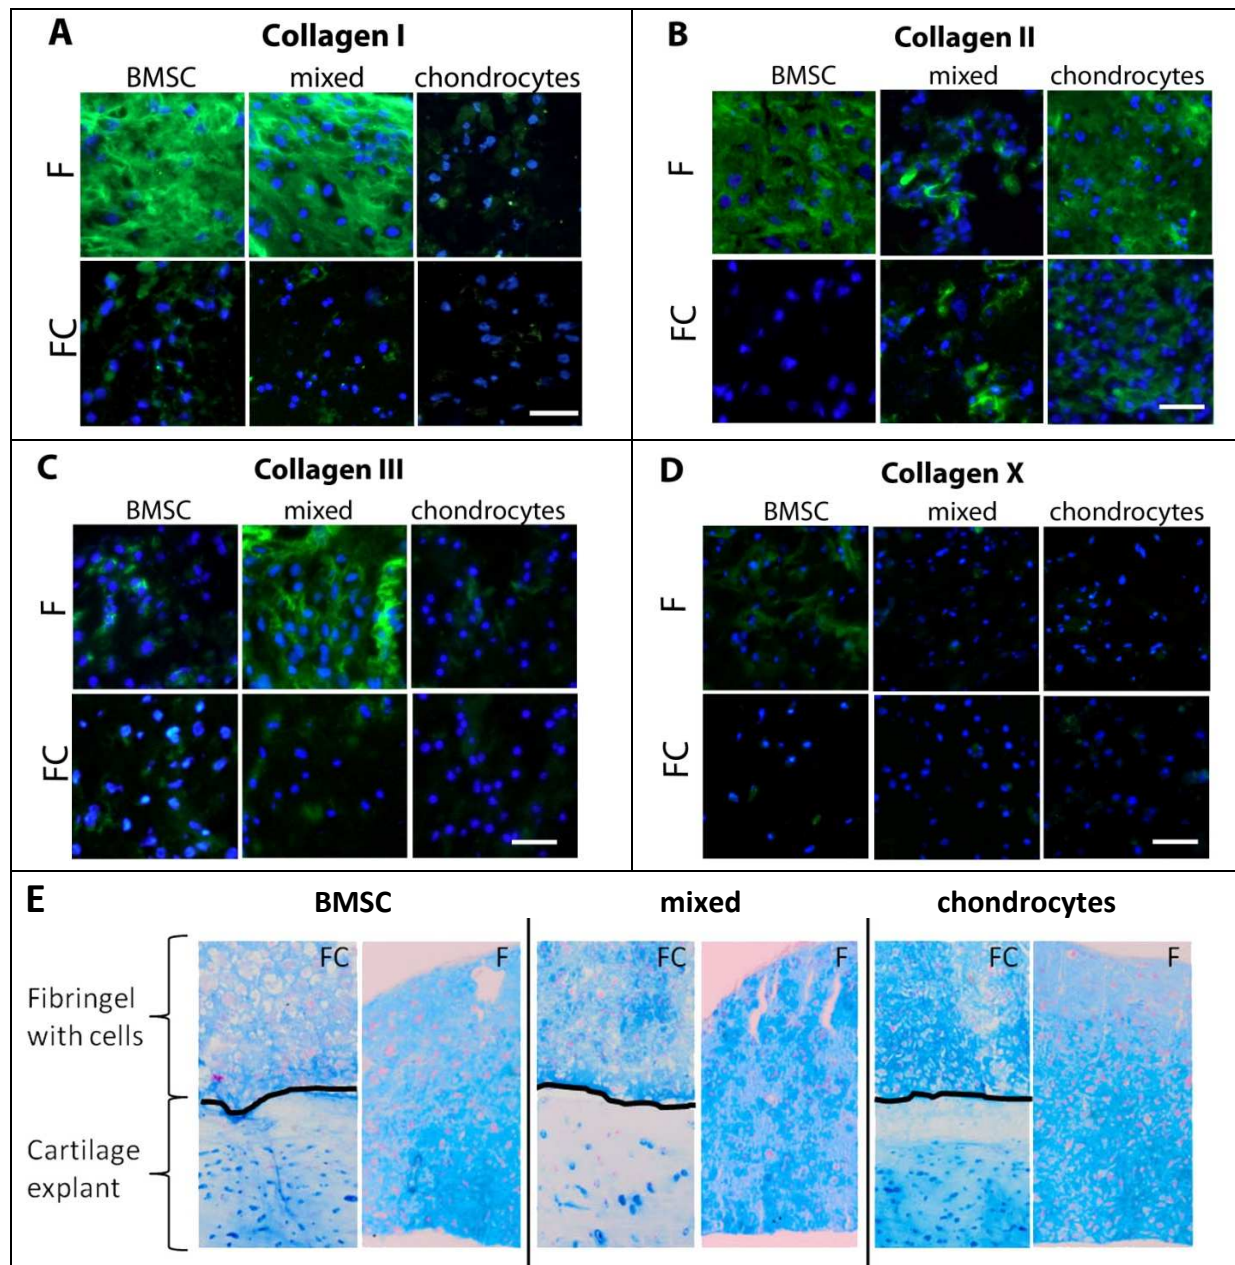 A
Collagen I
BMSC mixed chondrocytes
F
FC
B
Collagen II
BMSC mixed chondrocytes
F
FC
C
Collagen III
BMSC mixed chondrocytes
F
FC
D
Collagen X
BMSC mixed chondrocytes
F
FC
E
BMSC mixed chondrocytes
FC F FC F FC F
Fibringel
with cells
Cartilage
explant